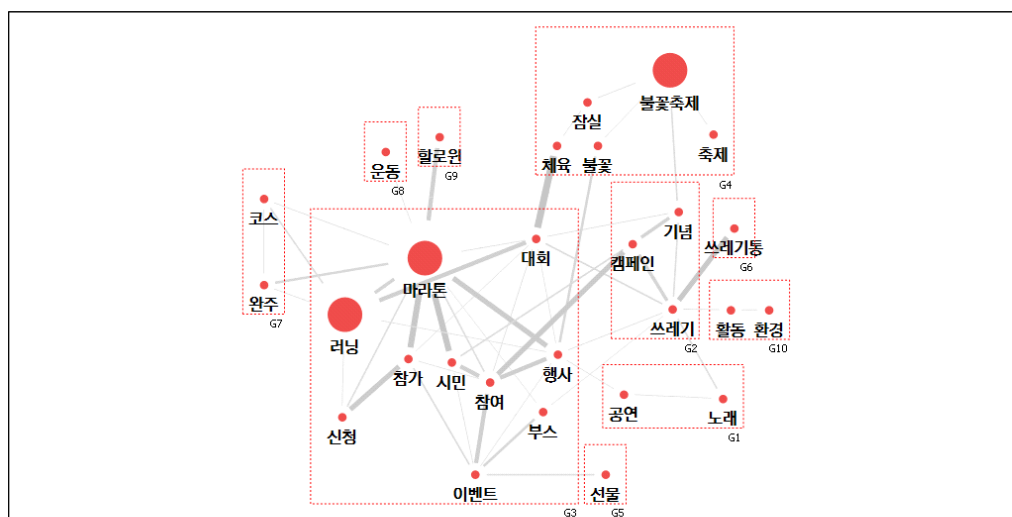 불꽃축제
잠실
축제
체육
불꽃
G4
할로윈
G9
운동
G8
코스
완주
G7
기념
캠페인
쓰레기
G2
쓰레기통
G6
대회
마라톤
러닝
참가
시민
참여
행사
신청
부스
이벤트
G3
활동
환경
G10
공연
노래
G1
선물
G5